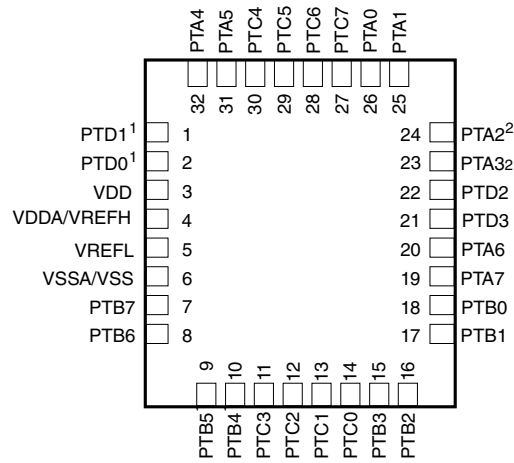 PTA4 PTA5 PTC4 PTC5 PTC6 PTC7 PTA0 PTA1
32 31 30 29 28 27 26 25
PTD1¹ 1 24 PTA2²
PTD0¹ 2 23 PTA32
VDD 3 22 PTD2
VDDA/VREFH 4 21 PTD3
VREFL 5 20 PTA6
VSSA/VSS 6 19 PTA7
PTB7 7 18 PTB0
PTB6 8 17 PTB1
9 10 11 12 13 14 15 16
PTB5 PTB4 PTC3 PTC2 PTC1 PTC0 PTB3 PTB2